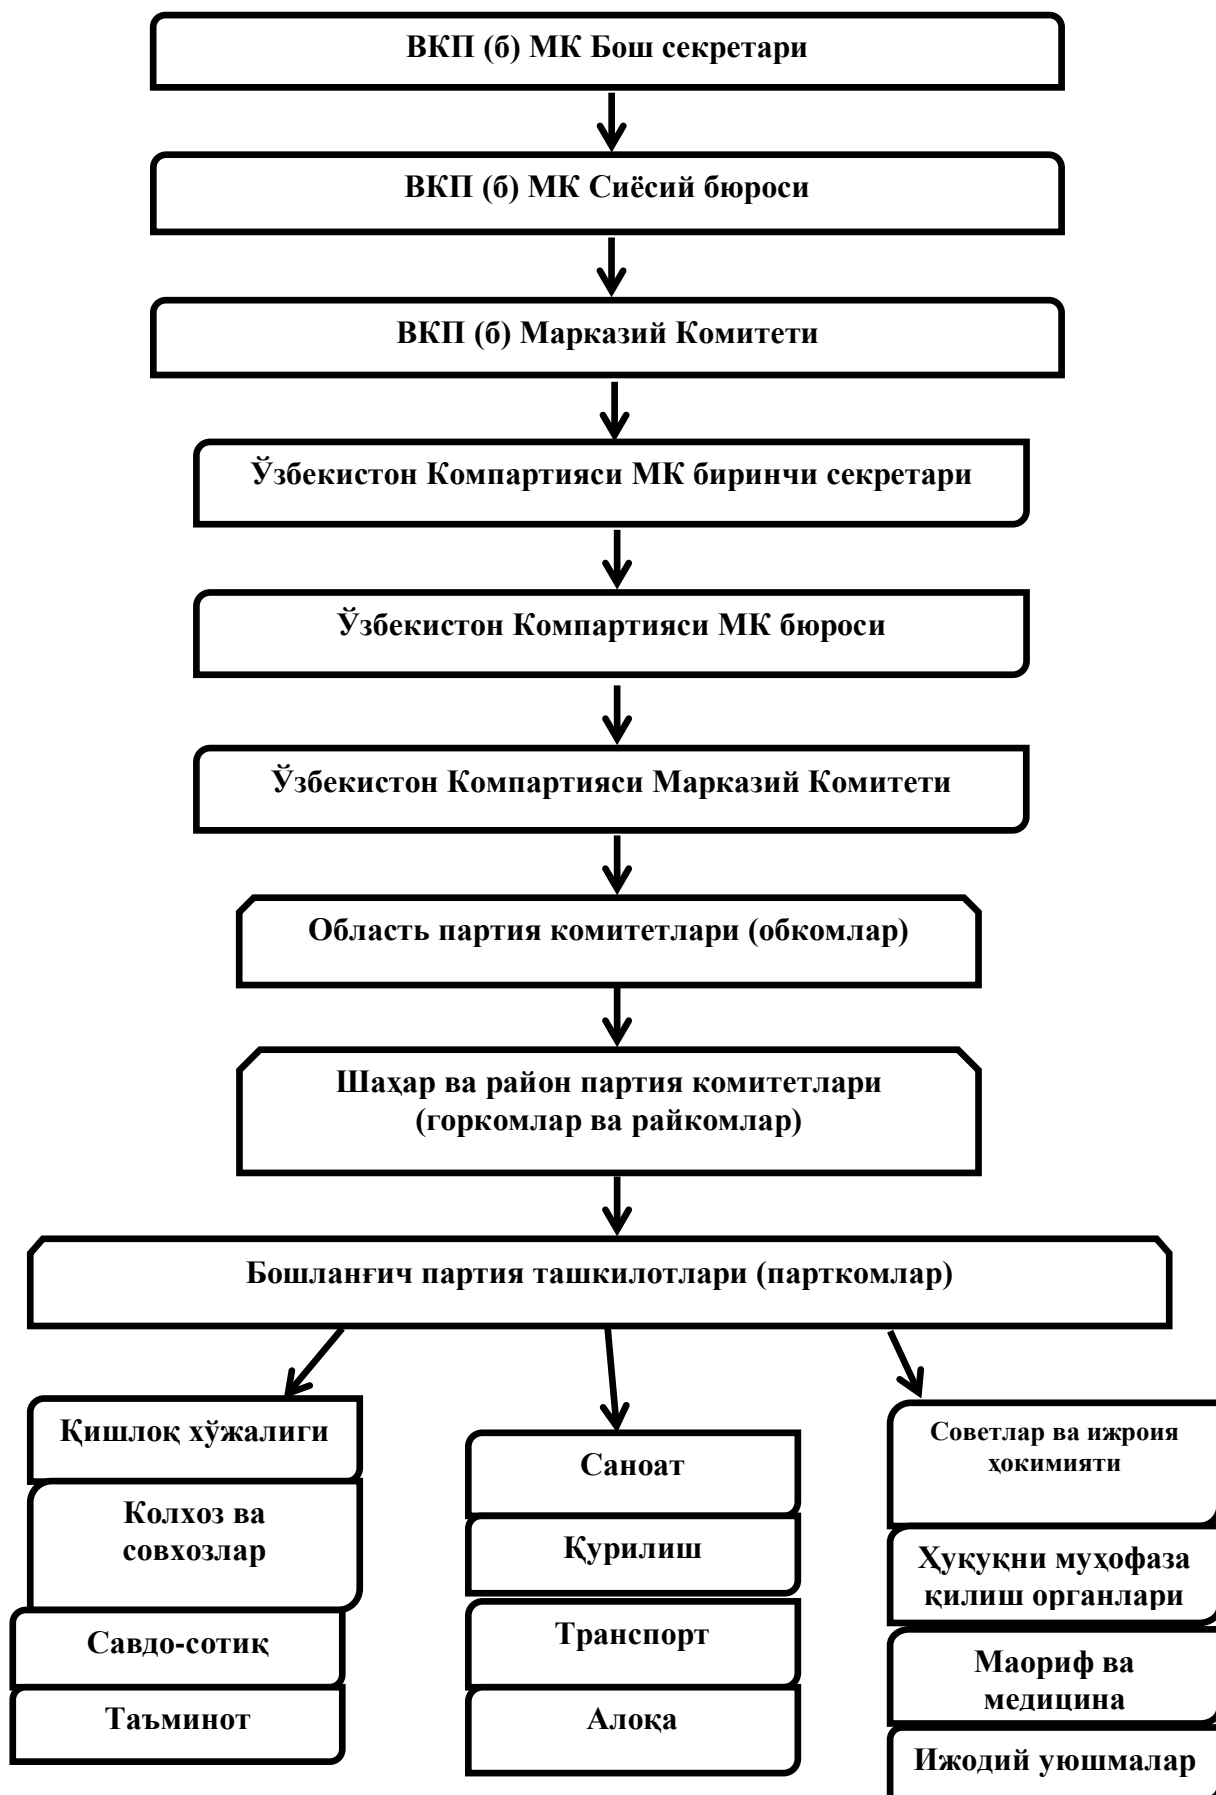 ВКП (б) МК Бош секретари
ВКП (б) МК Сиёсий бюроси
ВКП (б) Марказий Комитети
Ўзбекистон Компартияси МК биринчи секретари
Ўзбекистон Компартияси МК бюроси
Ўзбекистон Компартияси Марказий Комитети
Область партия комитетлари (обкомлар)
Шаҳар ва район партия комитетлари
(горкомлар ва райкомлар)
Бошланғич партия ташкилотлари (парткомлар)
Қишлоқ хўжалиги
Колхоз ва
совхозлар
Савдо-сотиқ
Таъминот
Саноат
Қурилиш
Транспорт
Алоқа
Советлар ва ижроия
ҳокимияти
Ҳуқуқни муҳофаза
қилиш органлари
Маориф ва
медицина
Ижодий уюшмалар